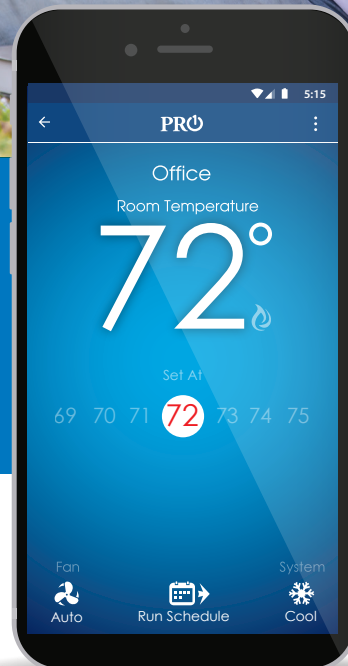 5:15
PRO
Office
Room Temperature
72°
Set At
69 70 71 72 73 74 75
Fan System
Auto Run Schedule Cool